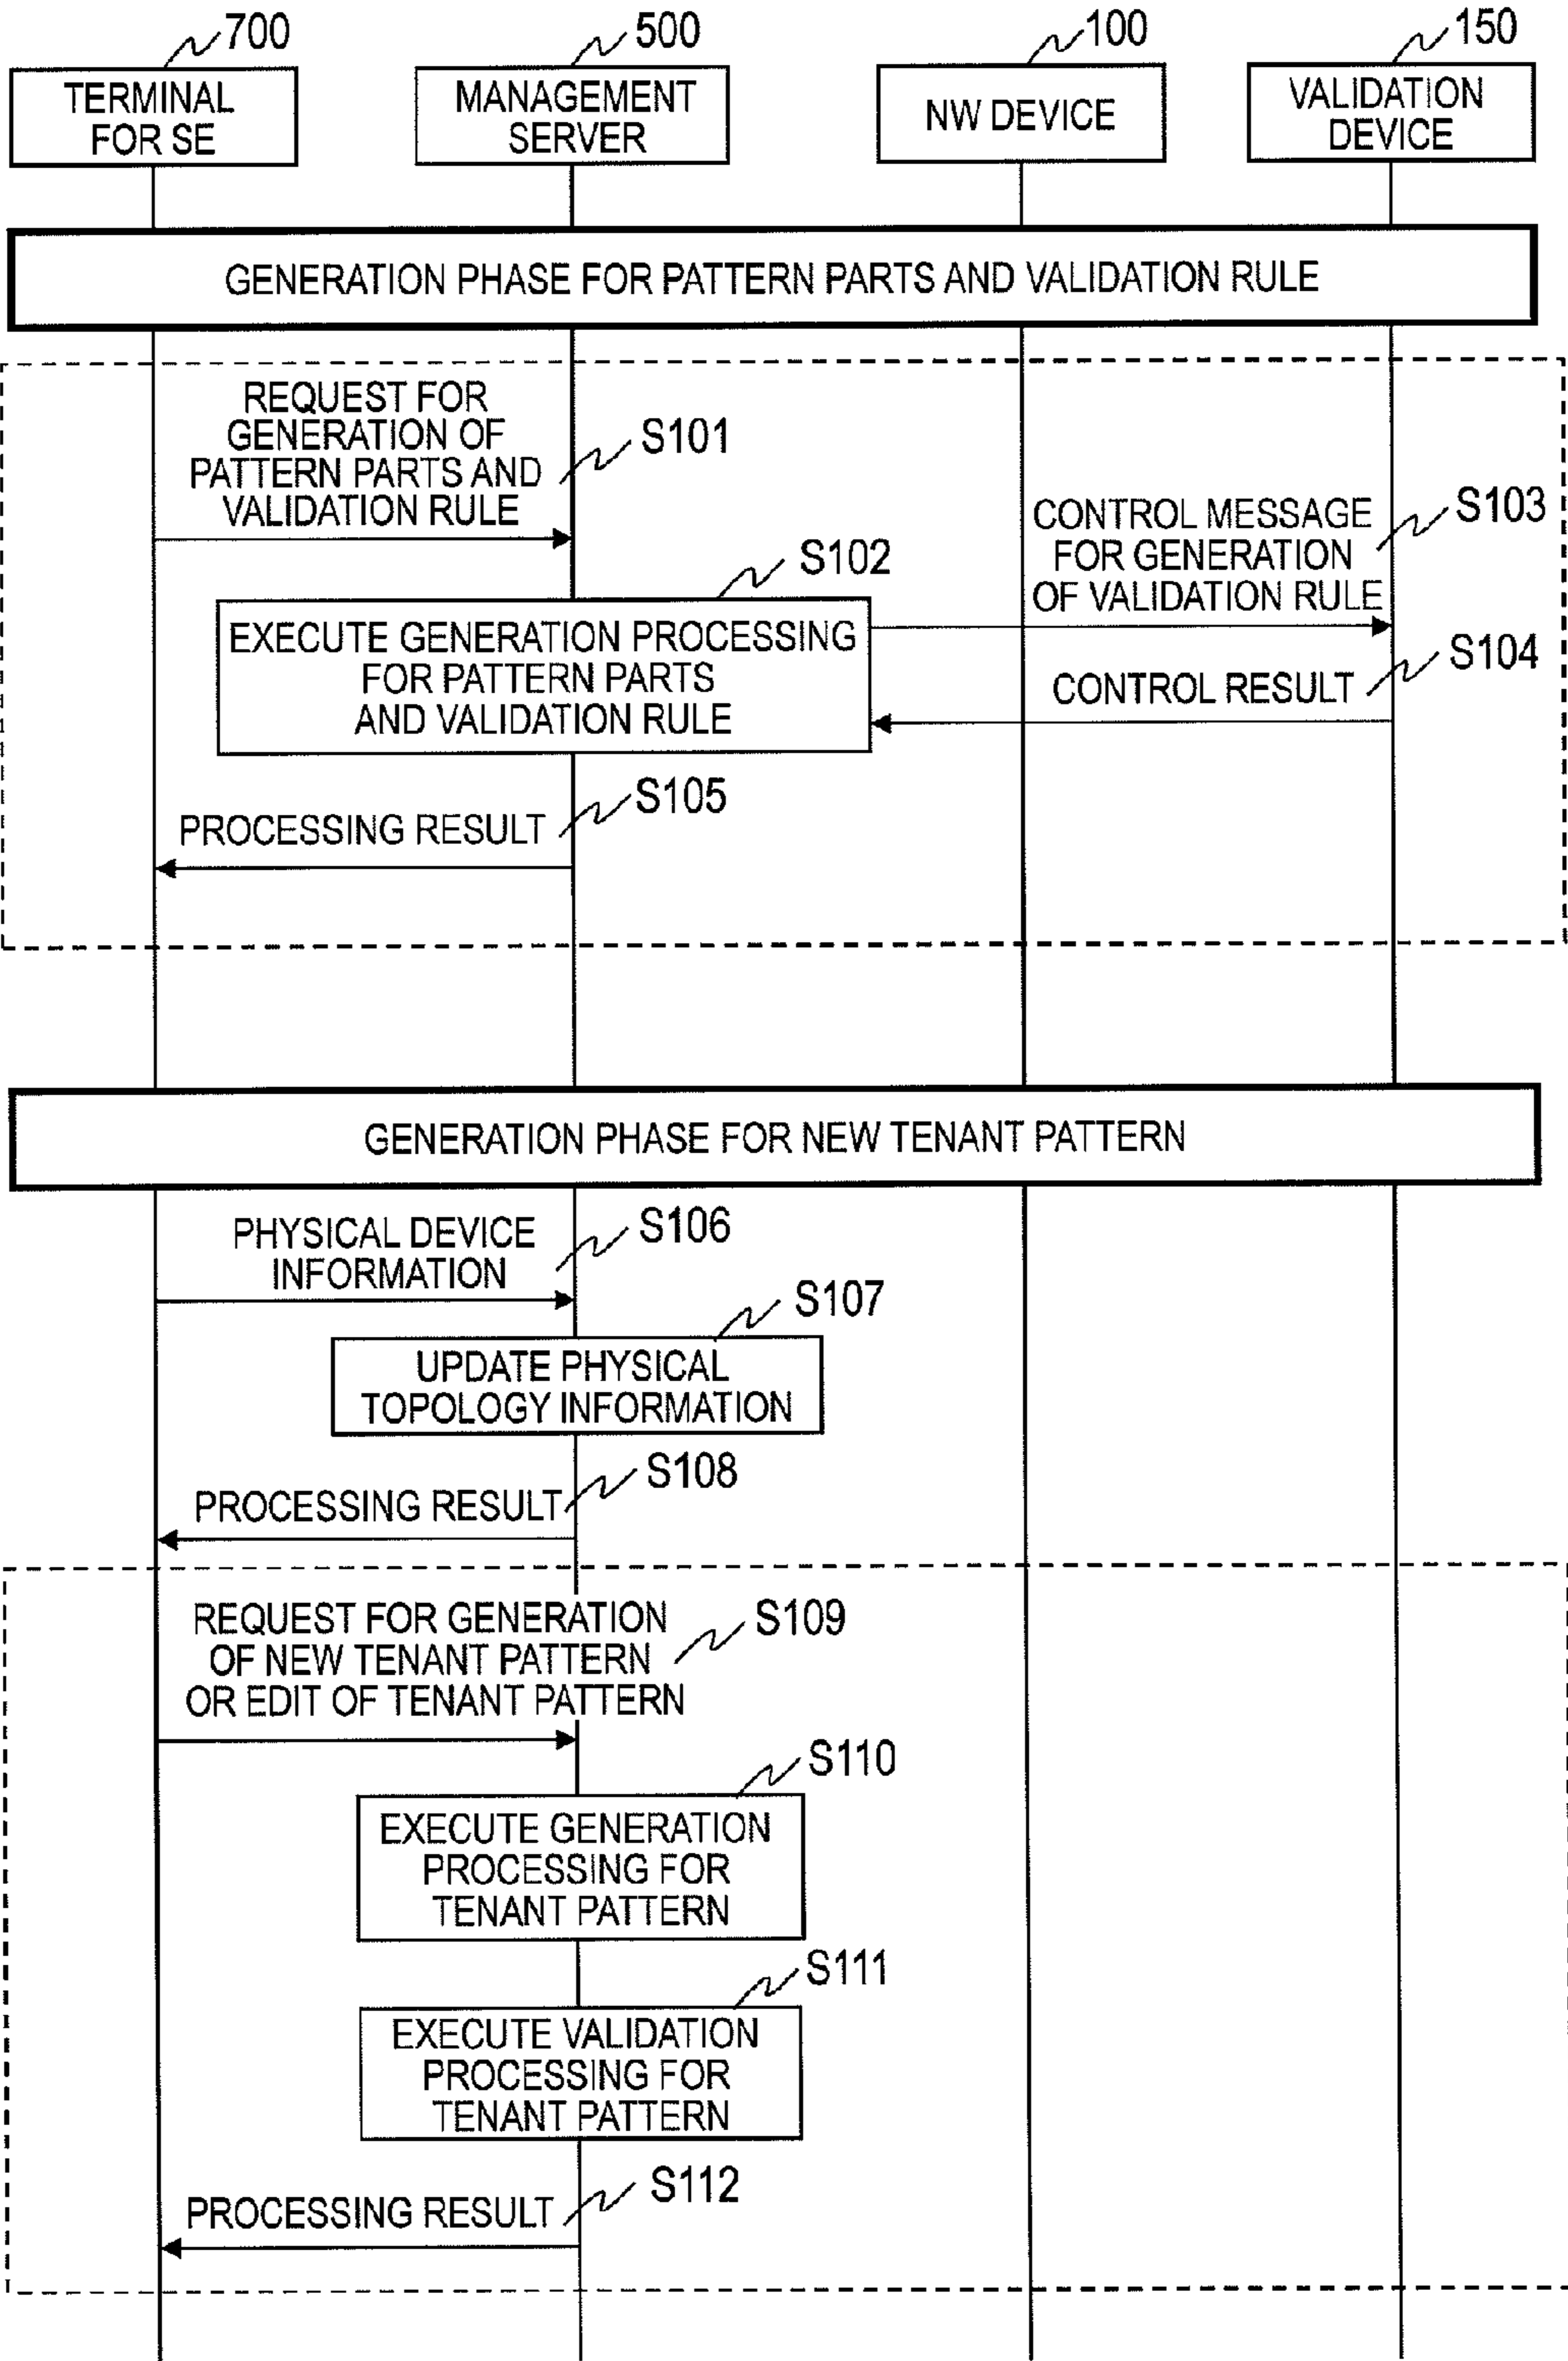 700
500
100
150
TERMINAL
FOR SE
MANAGEMENT
SERVER
NW DEVICE
VALIDATION
DEVICE
GENERATION PHASE FOR PATTERN PARTS AND VALIDATION RULE
REQUEST FOR
GENERATION OF
PATTERN PARTS AND
VALIDATION RULE
S101
S102
EXECUTE GENERATION PROCESSING
FOR PATTERN PARTS
AND VALIDATION RULE
CONTROL MESSAGE
FOR GENERATION
OF VALIDATION RULE
S103
CONTROL RESULT
S104
PROCESSING RESULT
S105
GENERATION PHASE FOR NEW TENANT PATTERN
PHYSICAL DEVICE
INFORMATION
S106
S107
UPDATE PHYSICAL
TOPOLOGY INFORMATION
PROCESSING RESULT
S108
REQUEST FOR GENERATION
OF NEW TENANT PATTERN
OR EDIT OF TENANT PATTERN
S109
S110
EXECUTE GENERATION
PROCESSING FOR
TENANT PATTERN
S111
EXECUTE VALIDATION
PROCESSING FOR
TENANT PATTERN
PROCESSING RESULT
S112